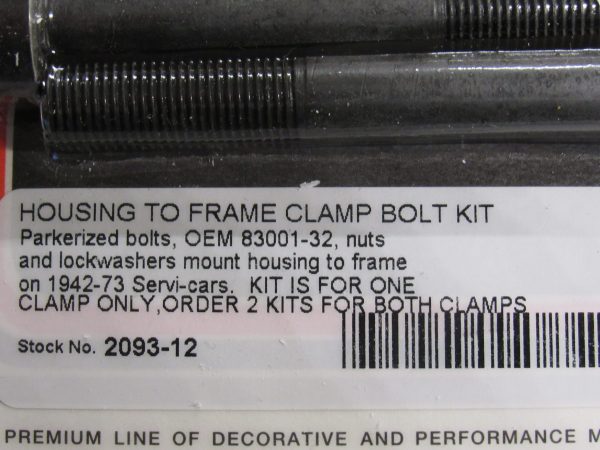 HOUSING TO FRAME CLAMP BOLT KIT
Parkerized bolts, OEM 83001-32, nuts
and lockwashers mount housing to frame
on 1942-73 Servi-cars. KIT IS FOR ONE
CLAMP ONLY,ORDER 2 KITS FOR BOTH CLAMPS
Stock No. 2093-12
PREMIUM LINE OF DECORATIVE AND PERFORMANCE M